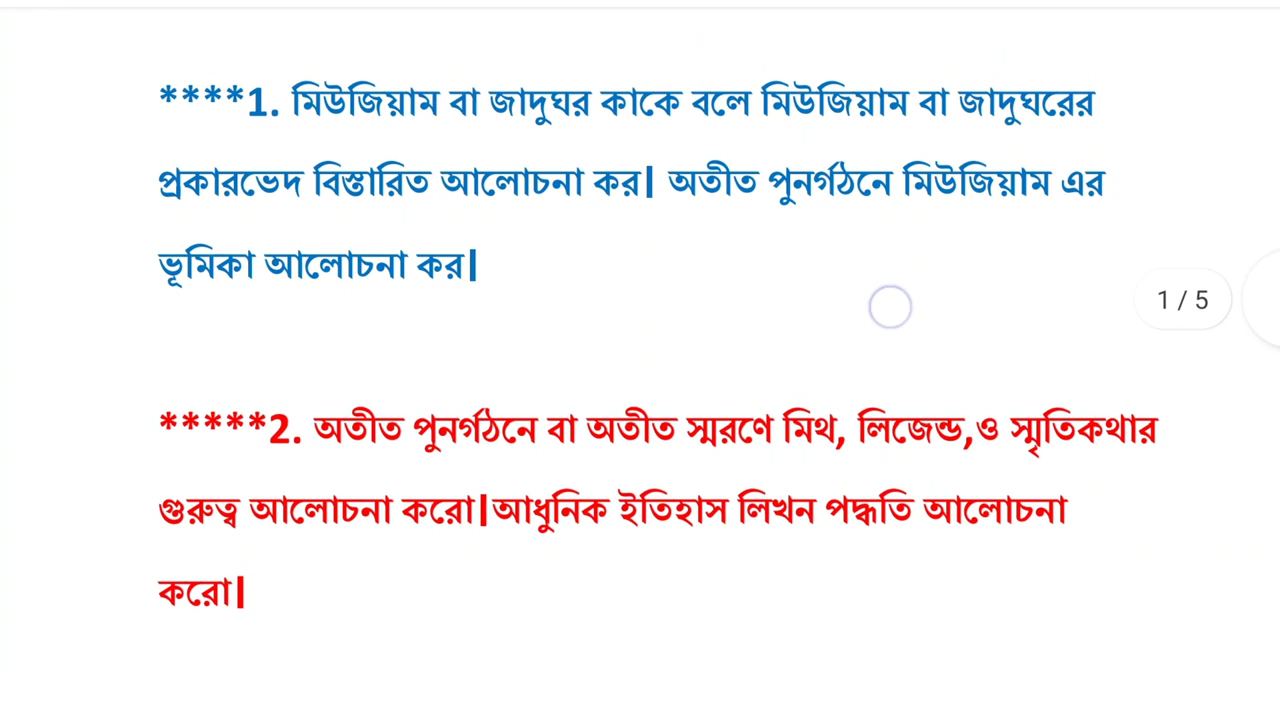 ****1. মিউজিয়াম বা জাদুঘর কাকে বলে মিউজিয়াম বা জাদুঘরের
প্রকারভেদ বিস্তারিত আলোচনা কর| অতীত পুনর্গঠনে মিউজিয়াম এর
ভূমিকা আলোচনা কর|
1 / 5
*****2. অতীত পুনর্গঠনে বা অতীত স্মরণে মিথ, লিজেন্ড,ও স্মৃতিকথার
গুরুত্ব আলোচনা করো|আধুনিক ইতিহাস লিখন পদ্ধতি আলোচনা
করো|